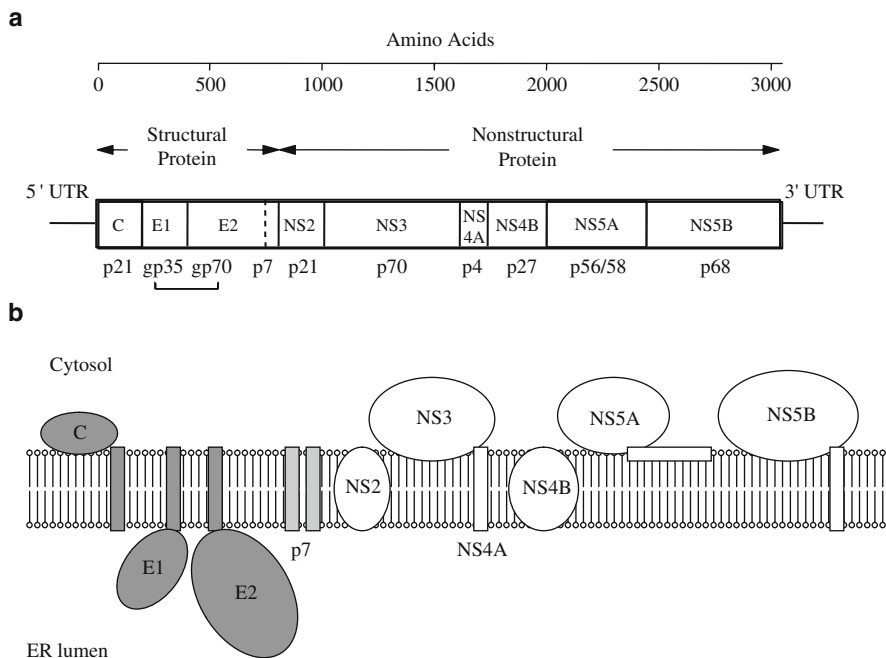 a
Amino Acids
0 500 1000 1500 2000 2500 3000
Structural Protein
Nonstructural Protein
5 ' UTR
3' UTR
C E1 E2 NS2 NS3 NS 4A NS4B NS5A NS5B
p21 gp35 gp70 p7 p21 p70 p4 p27 p56/58 p68
b
Cytosol
C
NS3
NS5A
NS5B
NS2
NS4B
p7
NS4A
E1
E2
ER lumen